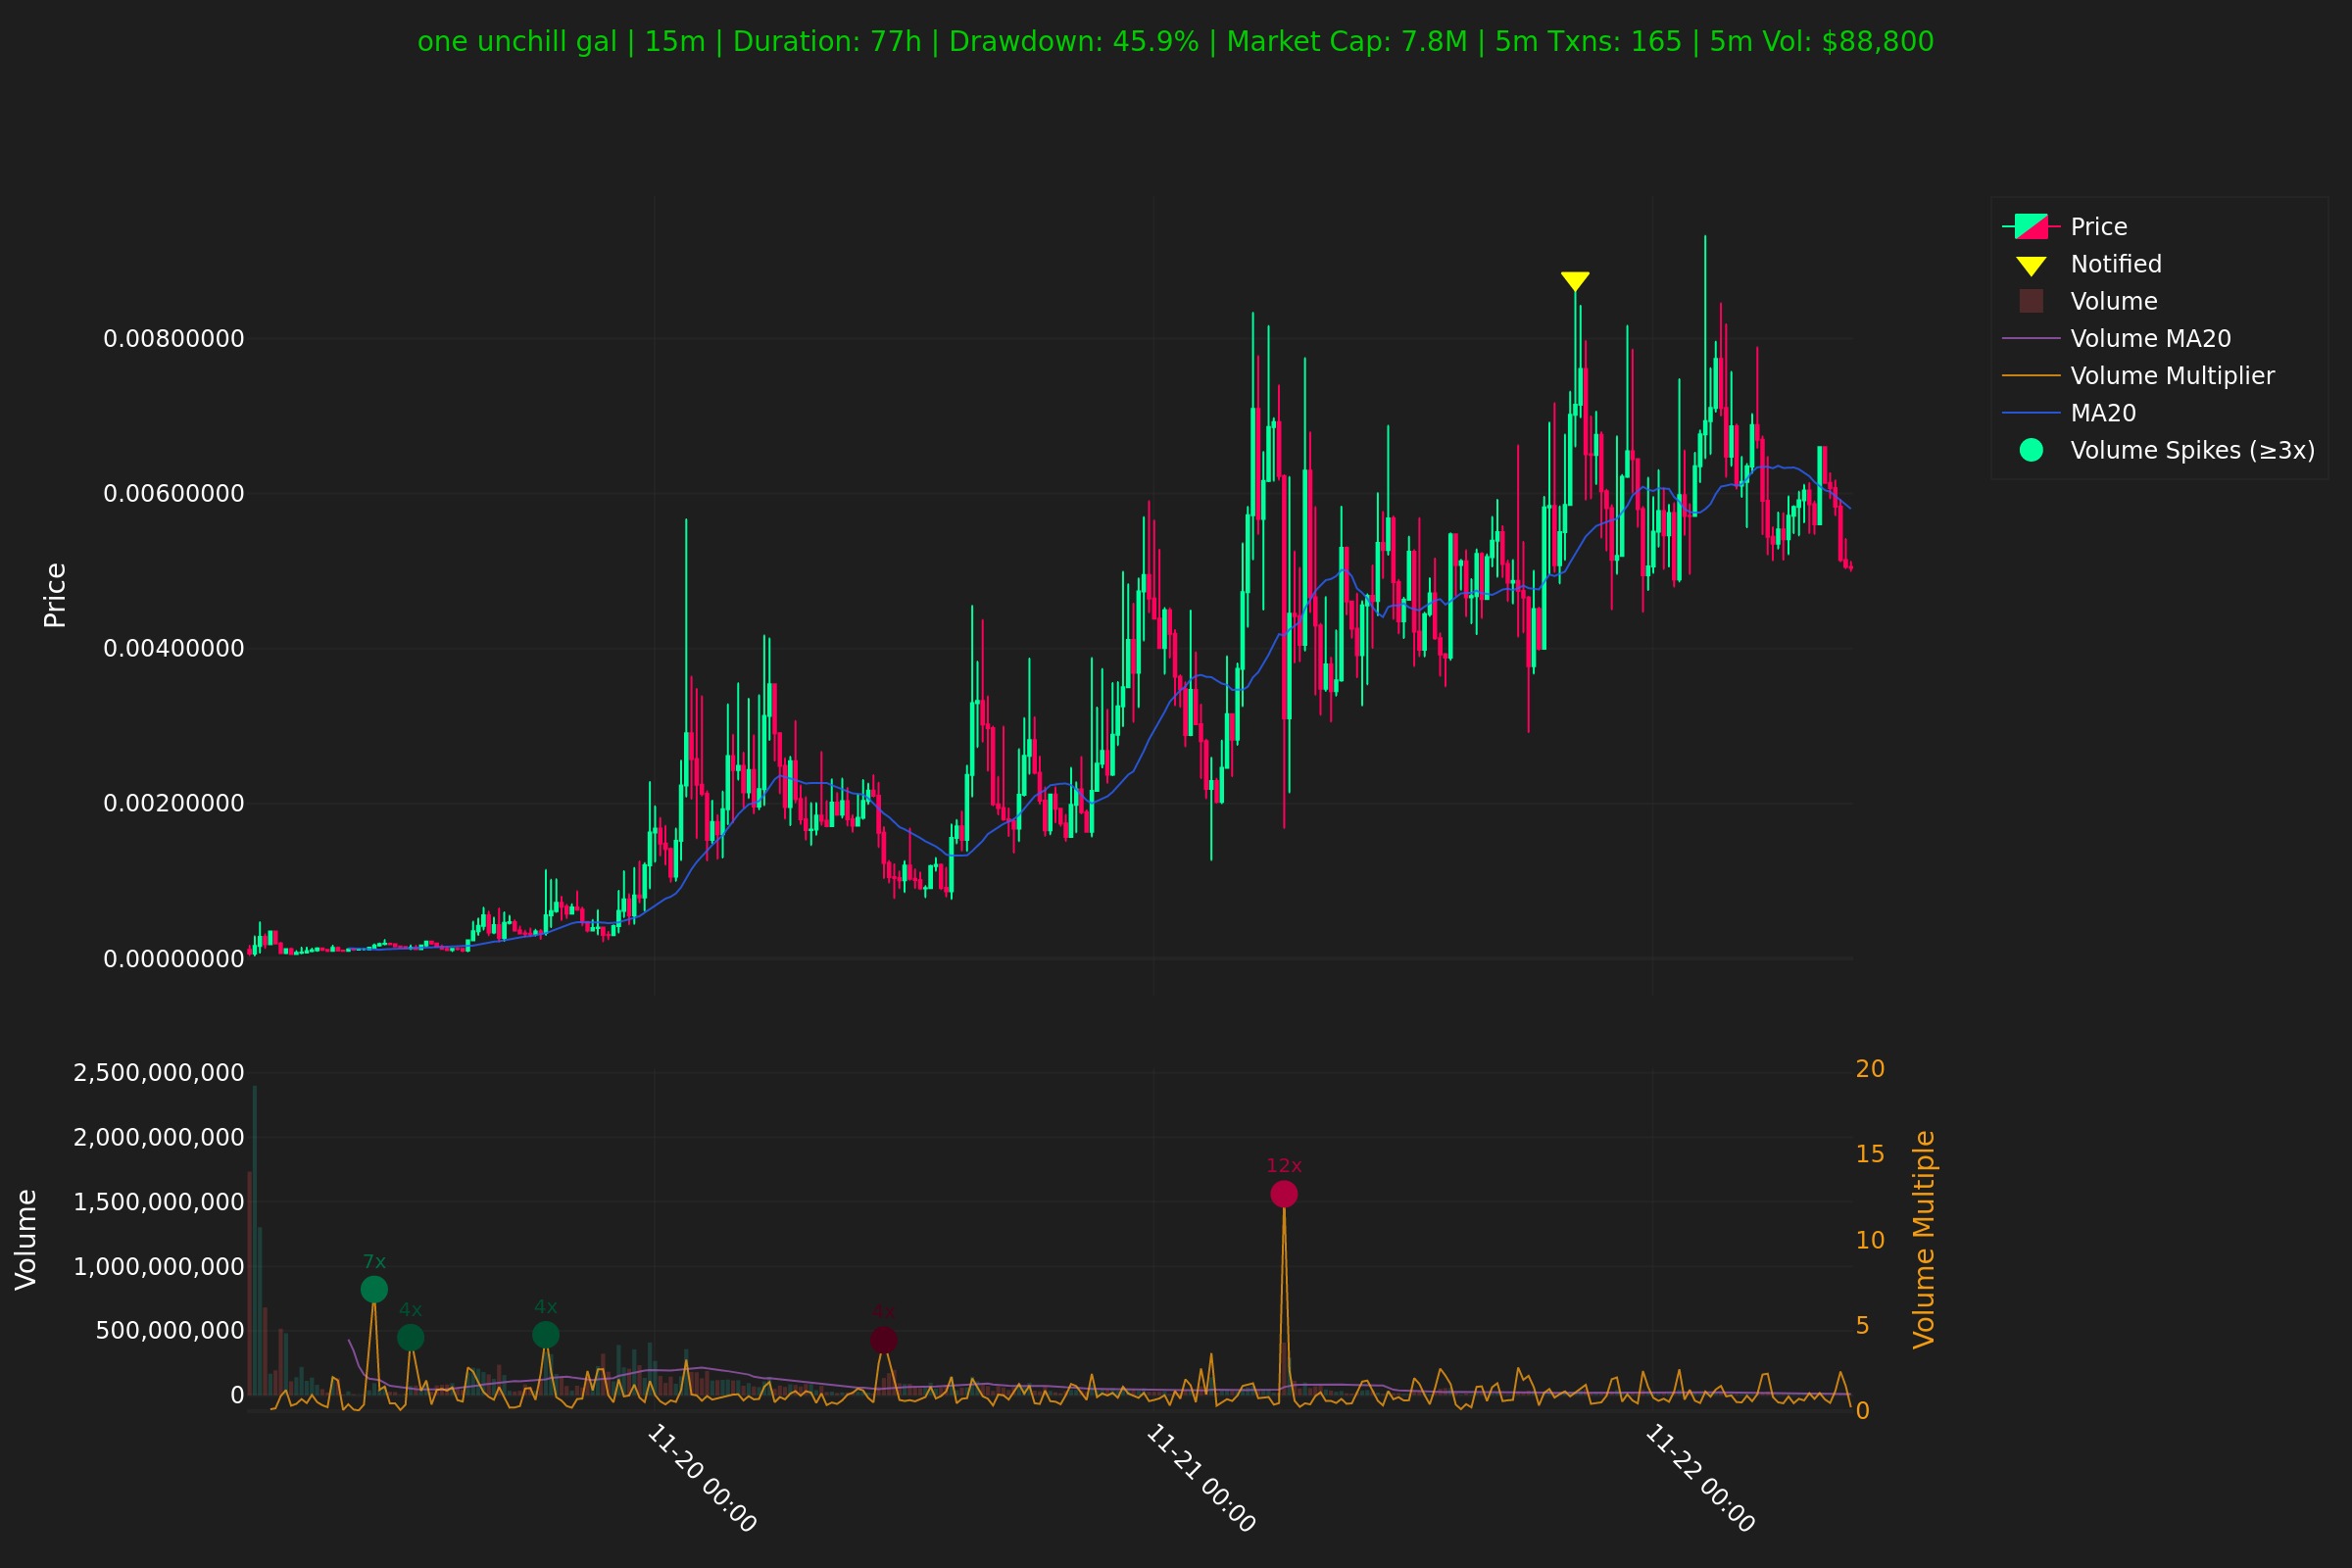 one unchill gal | 15m | Duration: 77h | Drawdown: 45.9% | Market Cap: 7.8M | 5m Txns: 165 | 5m Vol: $88,800
Price
Notified
Volume
Volume MA20
Volume Multiplier
MA20
Volume Spikes (≥3x)
Price
0.00800000
0.00600000
0.00400000
0.00200000
0.00000000
Volume
2,500,000,000
2,000,000,000
1,500,000,000
1,000,000,000
500,000,000
0
7x
4x
4x
4x
12x
20
15
10
5
0
Volume Multiple
11-20 00:00
11-21 00:00
11-22 00:00